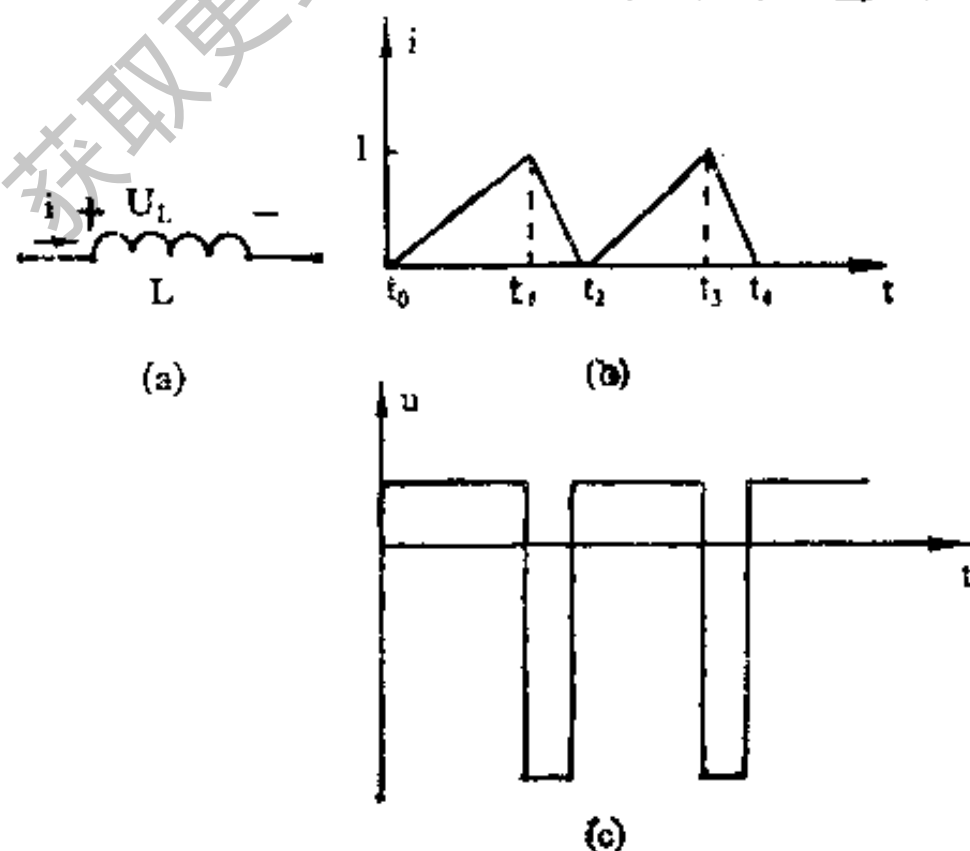 获取更
i
1
i + U_L −
L
t₀ t₁ t₂ t₃ t₄ t
(a)
(b)
u
t
(c)